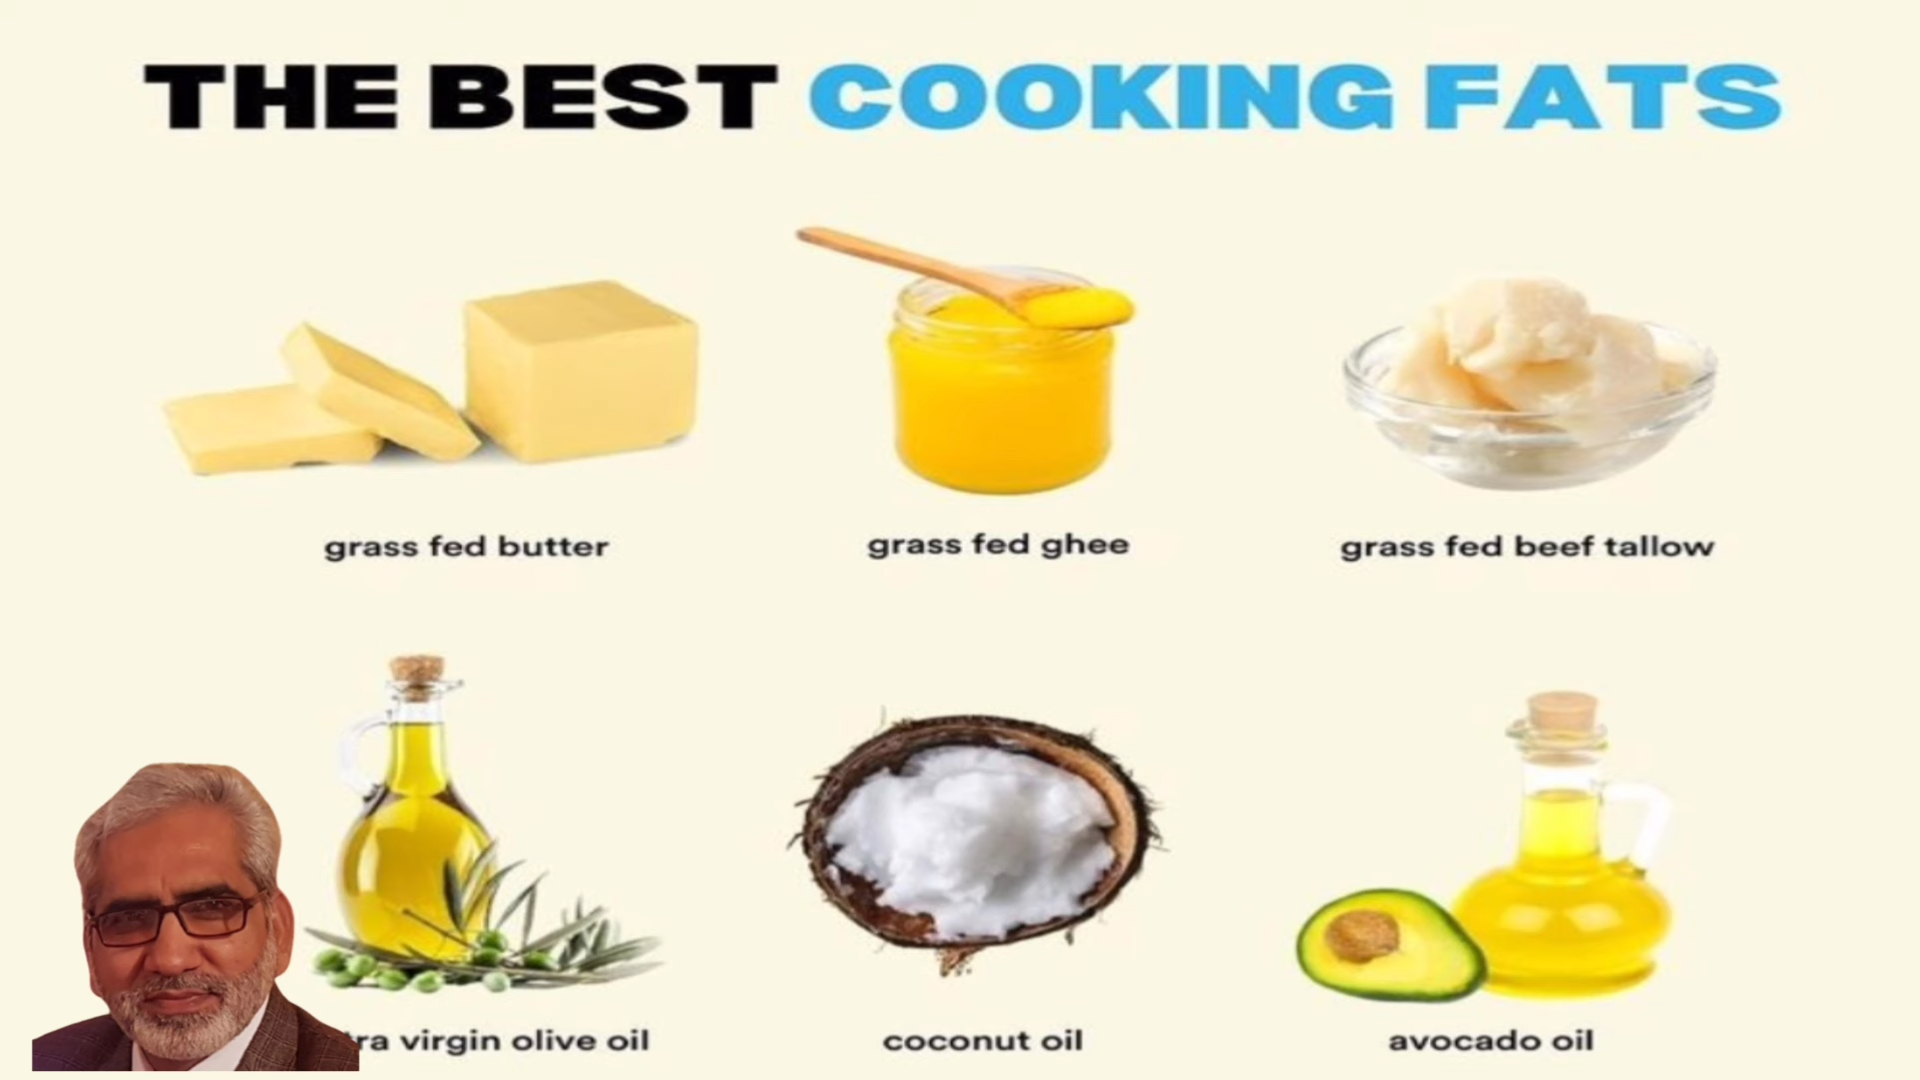 THE BEST COOKING FATS
grass fed butter
grass fed ghee
grass fed beef tallow
virgin olive oil
coconut oil
avocado oil